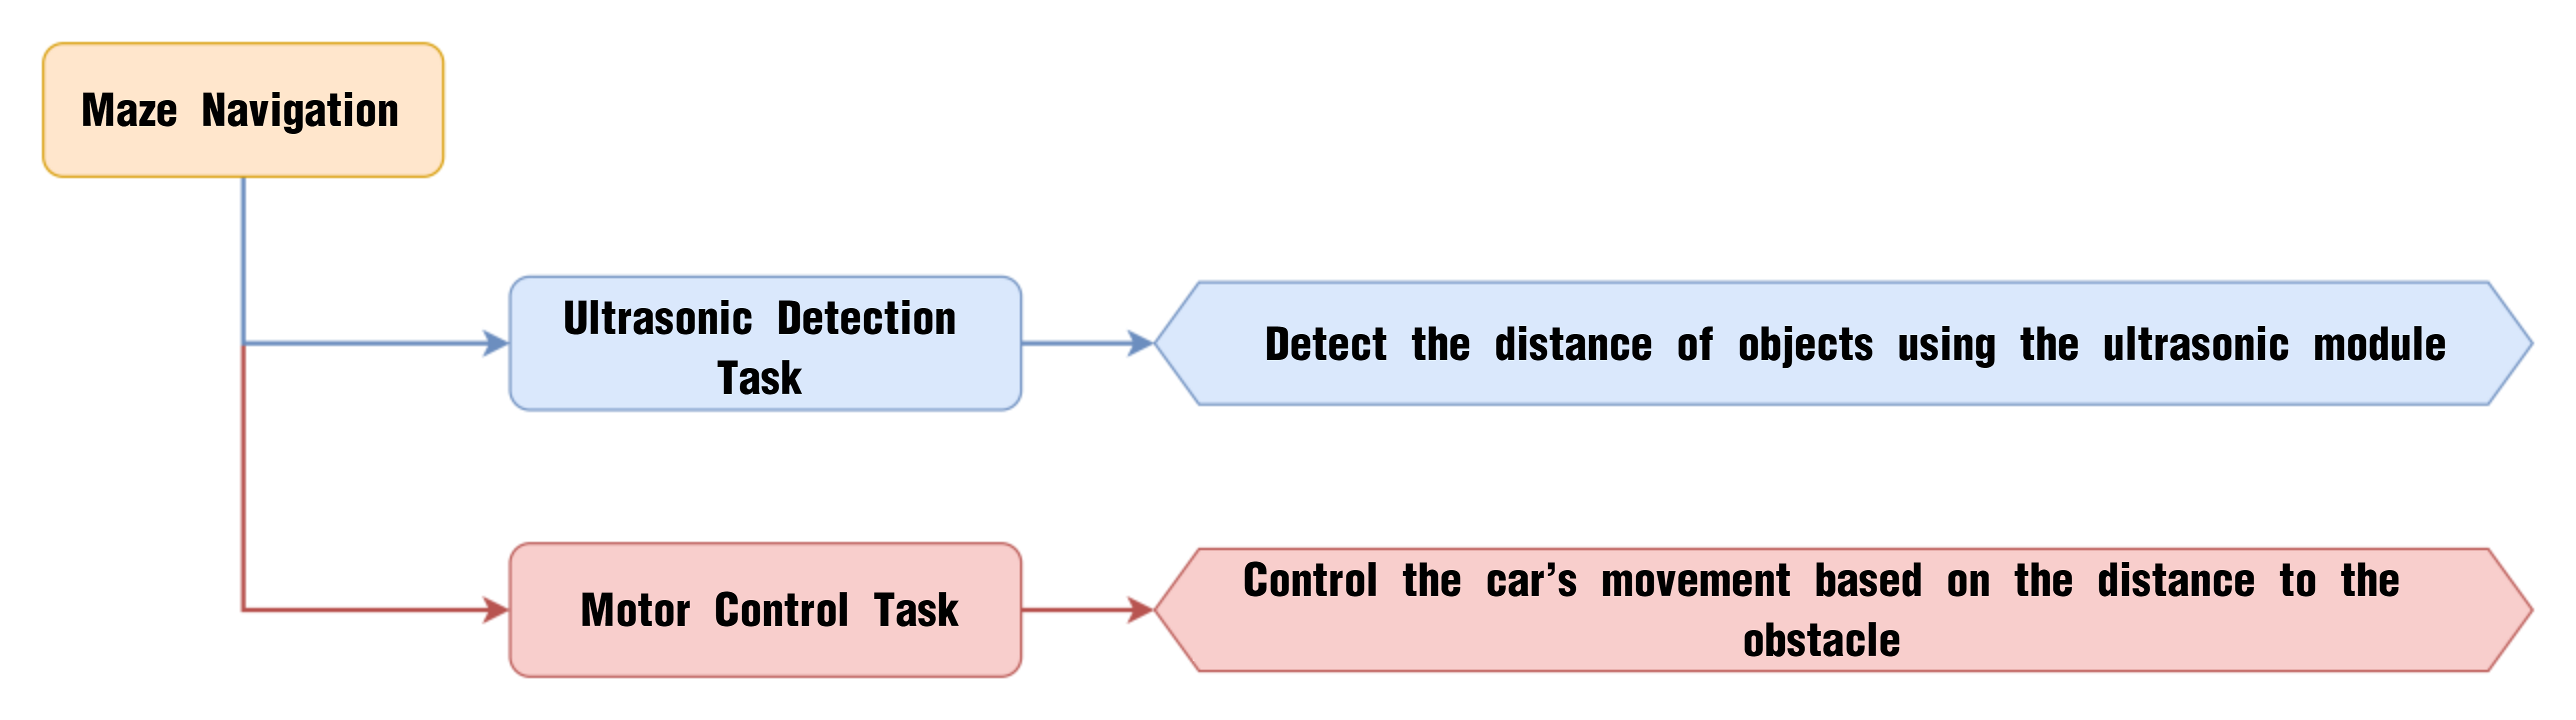 Maze Navigation
Ultrasonic Detection
Task
Detect the distance of objects using the ultrasonic module
Motor Control Task
Control the car’s movement based on the distance to the
obstacle